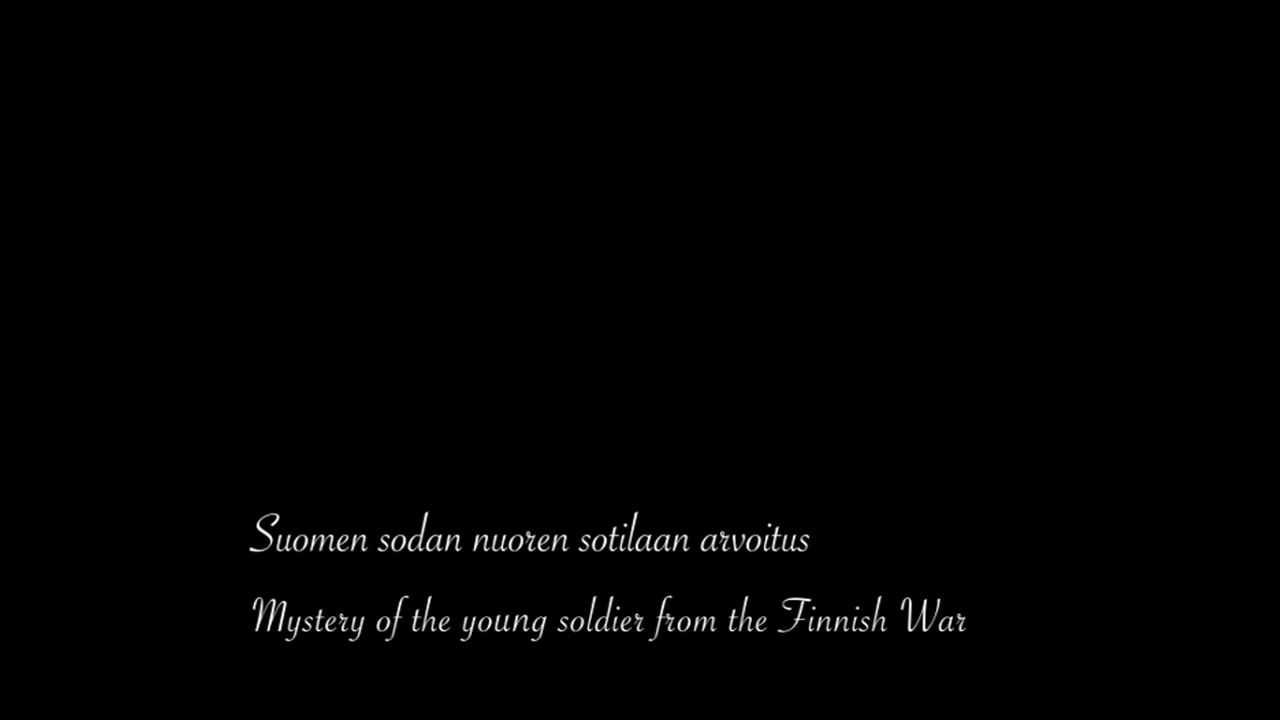 Suomen sodan nuoren sotilaan arvoitus
Mystery of the young soldier from the Finnish War